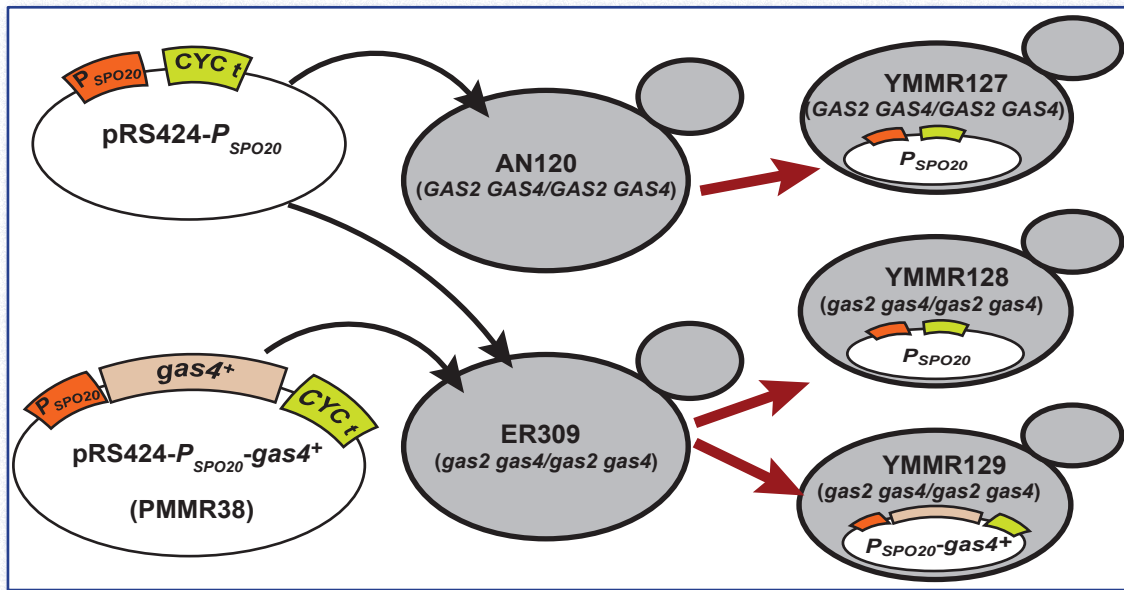 P SPO20
CYC t
pRS424-P SPO20
AN120
(GAS2 GAS4/GAS2 GAS4)
YMMR127
(GAS2 GAS4/GAS2 GAS4)
P SPO20
YMMR128
(gas2 gas4/gas2 gas4)
P SPO20
P SPO20
gas4+
CYC t
pRS424-P SPO20-gas4+
(PMMR38)
ER309
(gas2 gas4/gas2 gas4)
YMMR129
(gas2 gas4/gas2 gas4)
P SPO20-gas4+